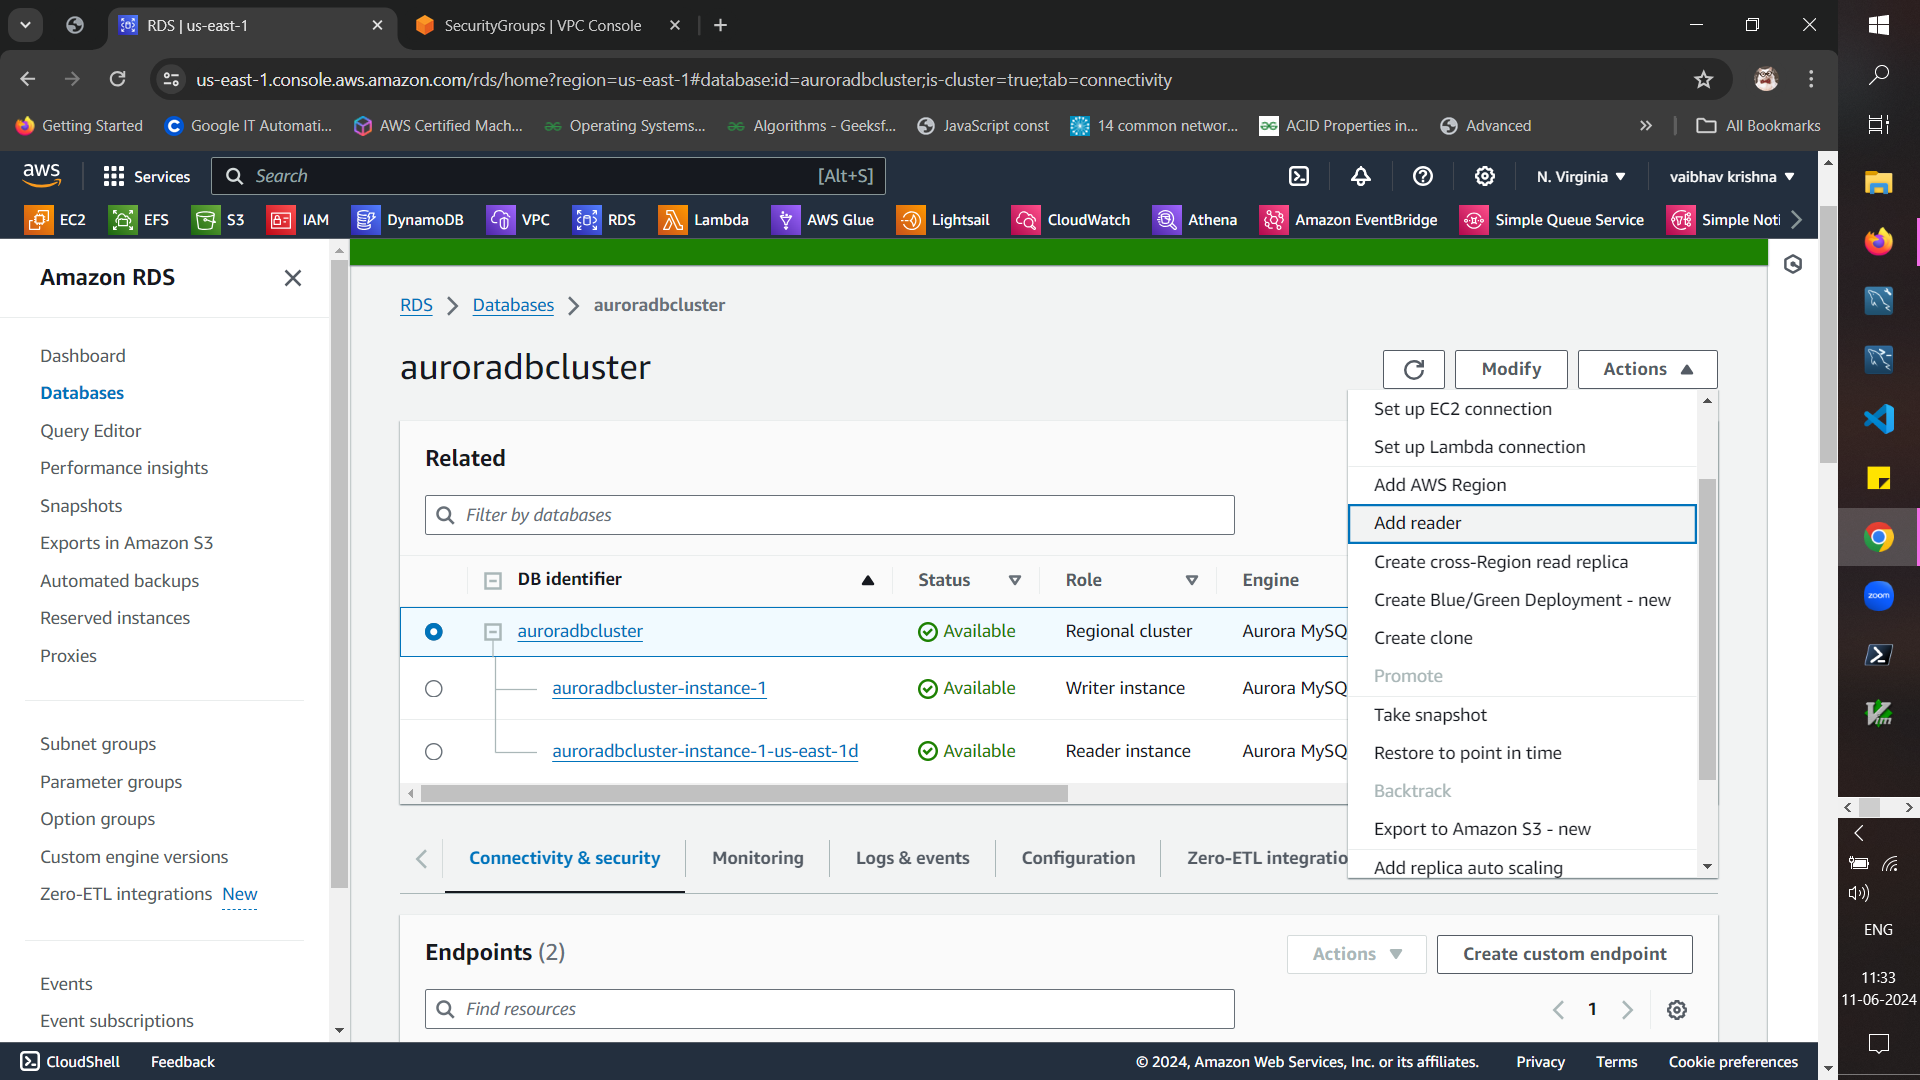 RDS | us-east-1
SecurityGroups | VPC Console
us-east-1.console.aws.amazon.com/rds/home?region=us-east-1#database:id=auroradbcluster;is-cluster=true;tab=connectivity
Getting Started
Google IT Automati...
AWS Certified Mach...
Operating Systems...
Algorithms - Geeksf...
JavaScript const
14 common networ...
ACID Properties in...
Advanced
All Bookmarks
aws
Services
Search
[Alt+S]
N. Virginia
vaibhav krishna
EC2
EFS
S3
IAM
DynamoDB
VPC
RDS
Lambda
AWS Glue
Lightsail
CloudWatch
Athena
Amazon EventBridge
Simple Queue Service
Simple Noti
Amazon RDS
Dashboard
Databases
Query Editor
Performance insights
Snapshots
Exports in Amazon S3
Automated backups
Reserved instances
Proxies
Subnet groups
Parameter groups
Option groups
Custom engine versions
Zero-ETL integrations New
Events
Event subscriptions
RDS > Databases > auroradbcluster
auroradbcluster
Modify
Actions
Set up EC2 connection
Set up Lambda connection
Add AWS Region
Add reader
Create cross-Region read replica
Create Blue/Green Deployment - new
Create clone
Promote
Take snapshot
Restore to point in time
Backtrack
Export to Amazon S3 - new
Add replica auto scaling
Related
Filter by databases
DB identifier Status Role Engine
auroradbcluster Available Regional cluster Aurora MySQ
auroradbcluster-instance-1 Available Writer instance Aurora MySQ
auroradbcluster-instance-1-us-east-1d Available Reader instance Aurora MySQ
Connectivity & security
Monitoring
Logs & events
Configuration
Zero-ETL integratio
Endpoints (2)
Actions
Create custom endpoint
Find resources
1
CloudShell
Feedback
© 2024, Amazon Web Services, Inc. or its affiliates.
Privacy
Terms
Cookie preferences
zoom
ENG
11:33
11-06-2024